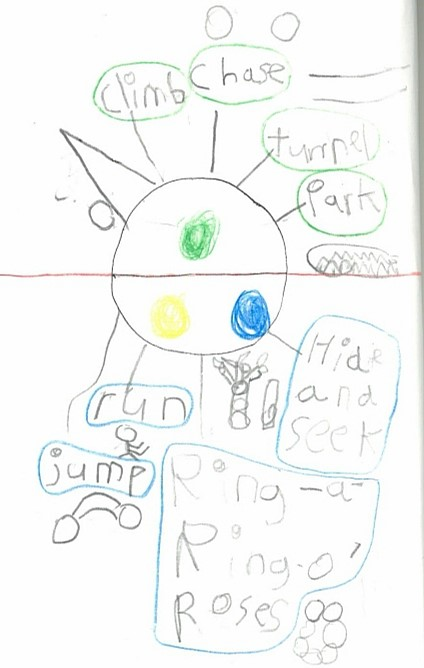 climb
chase
tunnel
Park
run
Hide
and
seek
jump
Ring-a-
Ring-o'
Roses